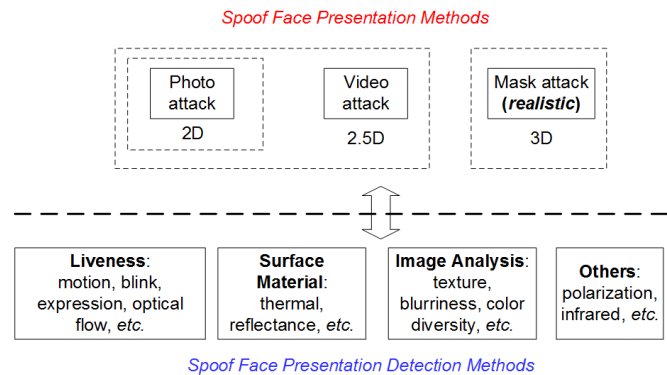 Spoof Face Presentation Methods
Photo
attack
Video
attack
Mask attack
(realistic)
2D
2.5D
3D
Liveness:
motion, blink,
expression, optical
flow, etc.
Surface
Material:
thermal,
reflectance, etc.
Image Analysis:
texture,
blurriness, color
diversity, etc.
Others:
polarization,
infrared, etc.
Spoof Face Presentation Detection Methods